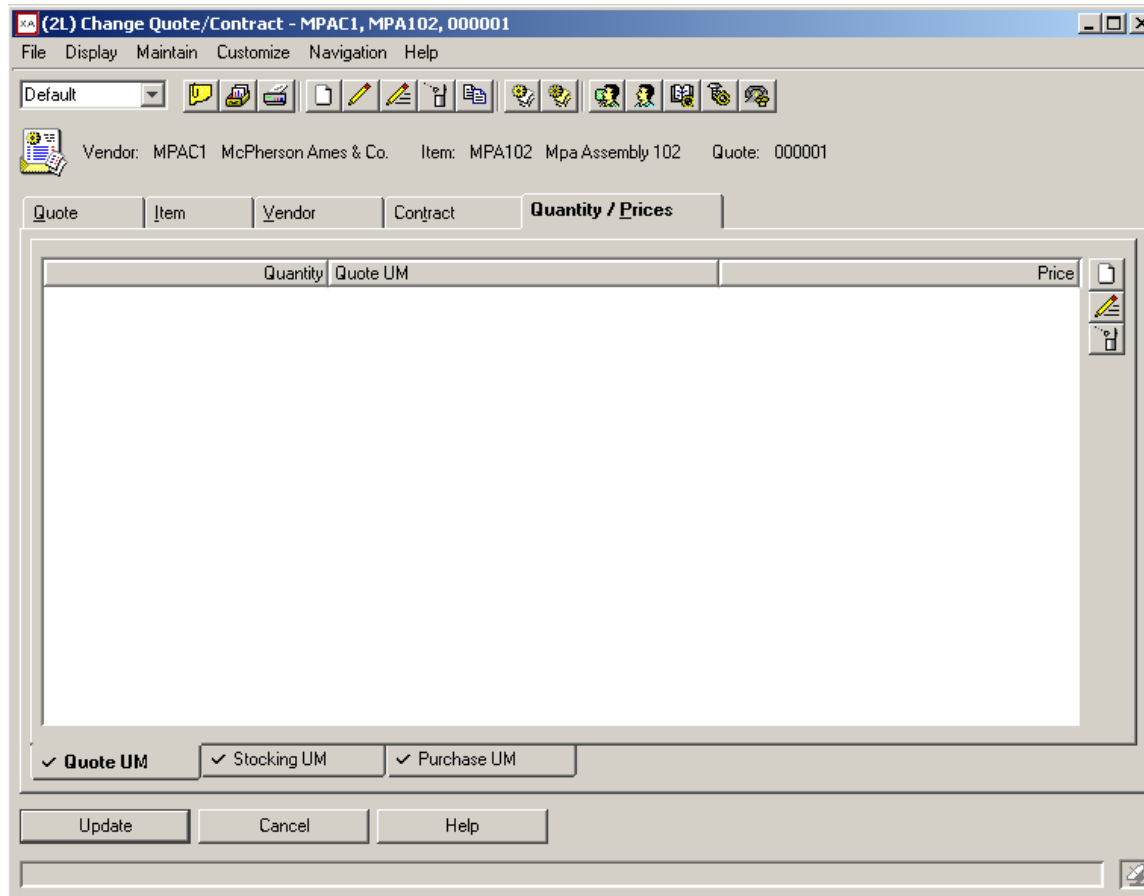 XA (2L) Change Quote/Contract - MPAC1, MPA102, 000001
File Display Maintain Customize Navigation Help
Default
Vendor: MPAC1 McPherson Ames & Co. Item: MPA102 Mpa Assembly 102 Quote: 000001
Quote Item Vendor Contract Quantity / Prices
Quantity Quote UM Price
Quote UM Stocking UM Purchase UM
Update Cancel Help